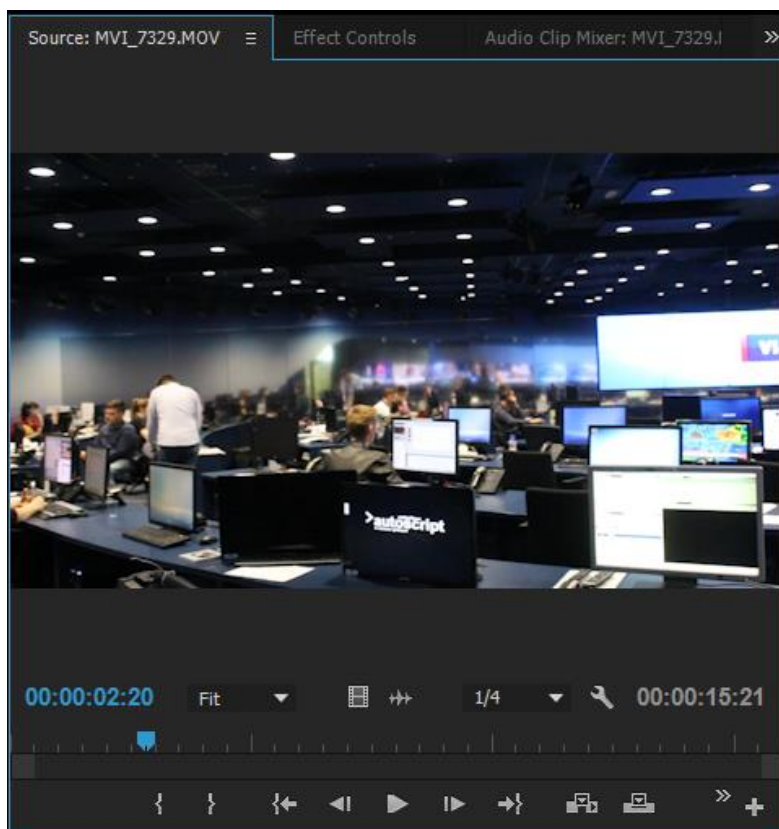 Source: MVI_7329.MOV
Effect Controls
Audio Clip Mixer: MVI_7329.
VI
>autoscript
00:00:02:20
Fit
1/4
00:00:15:21